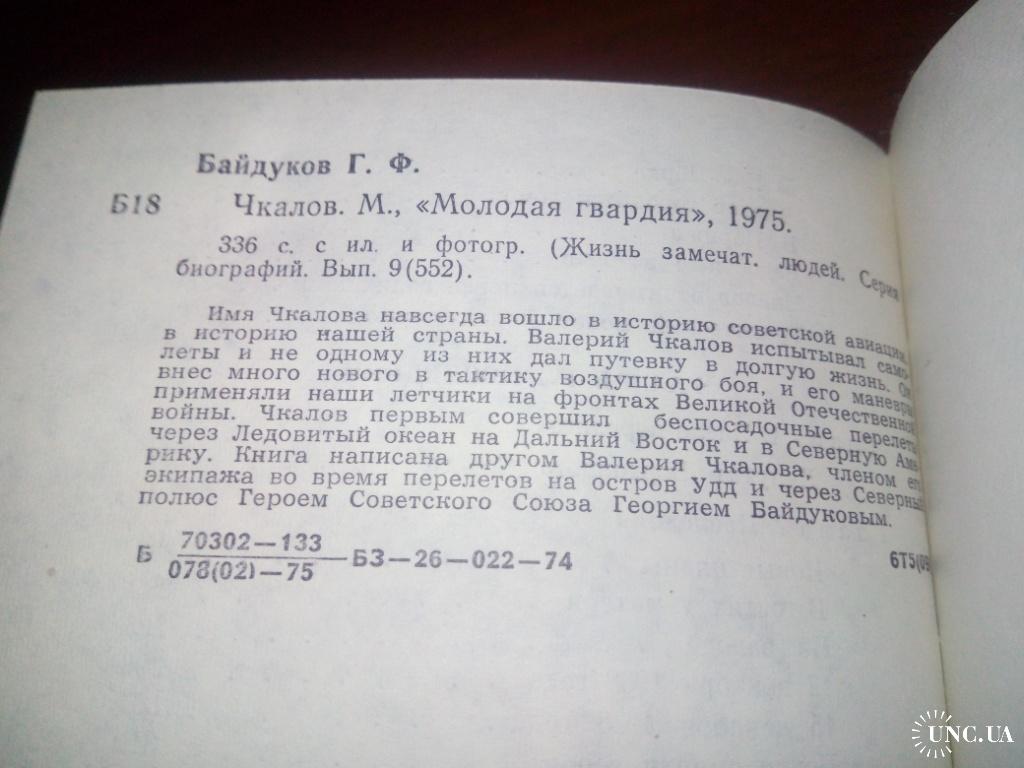 Байдуков Г. Ф.
Б18 Чкалов. М., «Молодая гвардия», 1975.
336 с. с ил. и фотогр. (Жизнь замечат. людей. Серия
биографий. Вып. 9(552).
Имя Чкалова навсегда вошло в историю советской авиации,
в историю нашей страны. Валерий Чкалов испытывал само-
леты и не одному из них дал путевку в долгую жизнь. Он
внес много нового в тактику воздушного боя, и его маневры
применяли наши летчики на фронтах Великой Отечественной
войны. Чкалов первым совершил беспосадочные перелеты
через Ледовитый океан на Дальний Восток и в Северную Аме-
рику. Книга написана другом Валерия Чкалова, членом его
экипажа во время перелетов на остров Удд и через Северный
полюс Героем Советского Союза Георгием Байдуковым.
Б 70302—133
078(02)—75 —БЗ—26—022—74 6Т5(09
UNC.UA